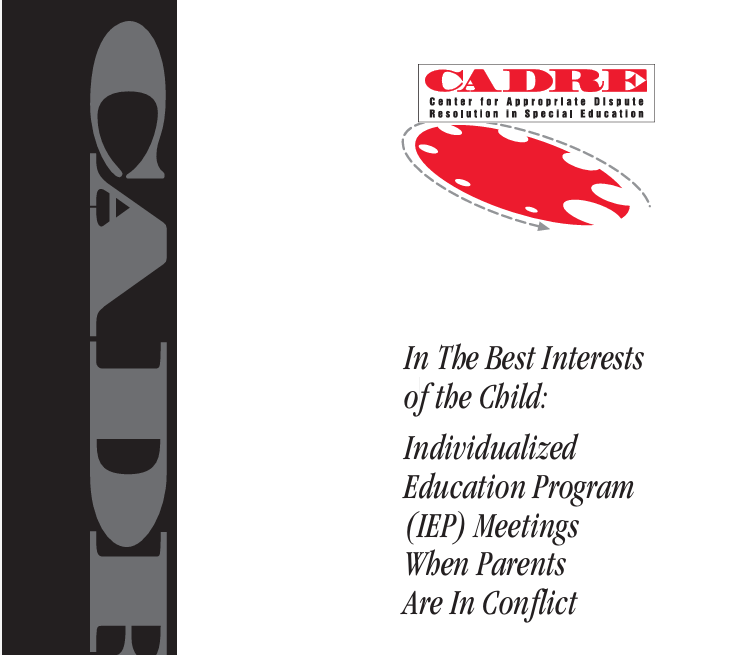 CADRE
CADRE
Center for Appropriate Dispute
Resolution in Special Education
In The Best Interests
of the Child:
Individualized
Education Program
(IEP) Meetings
When Parents
Are In Conflict